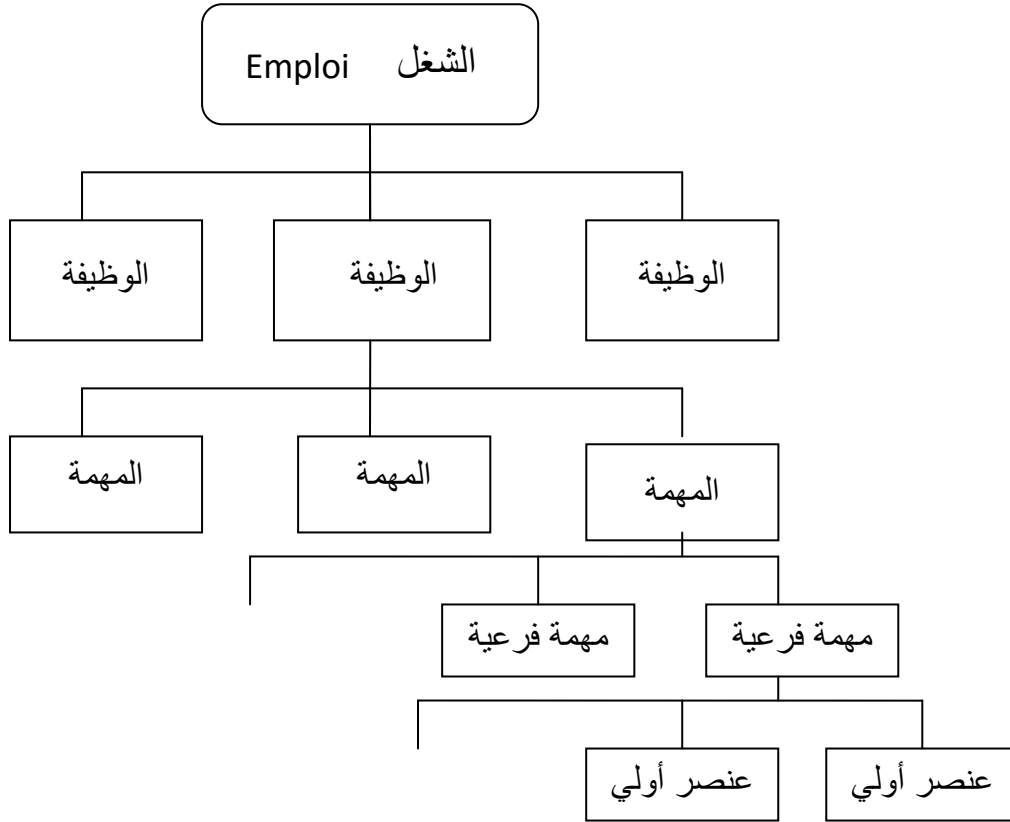 الشغل Emploi
الوظيفة
الوظيفة
الوظيفة
المهمة
المهمة
المهمة
مهمة فرعية
مهمة فرعية
عنصر أولي
عنصر أولي